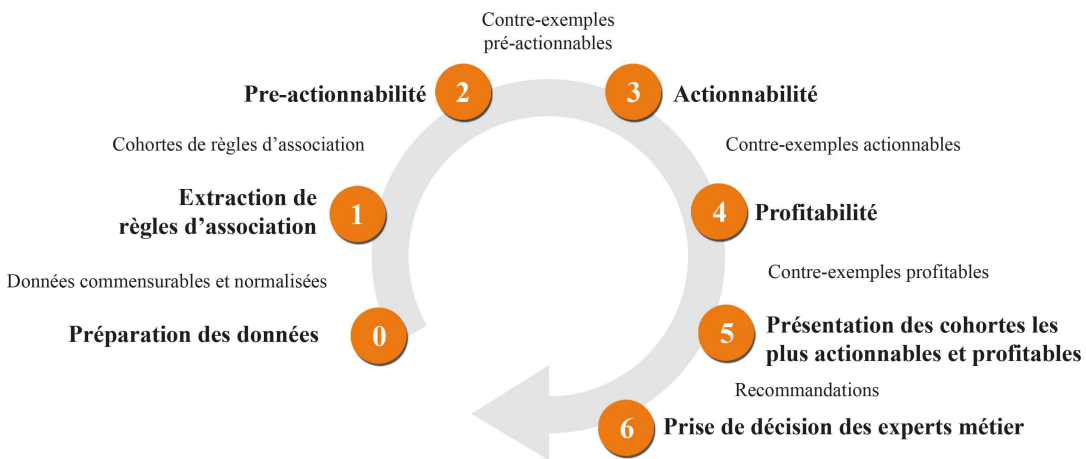 Contre-exemples
pré-actionnables
Pre-actionnabilité
2
3
Actionnabilité
Cohortes de règles d'association
Contre-exemples actionnables
Extraction de
règles d'association
1
4
Profitabilité
Données commensurables et normalisées
Contre-exemples profitables
Préparation des données
0
5
Présentation des cohortes les
plus actionnables et profitables
Recommandations
6
Prise de décision des experts métier